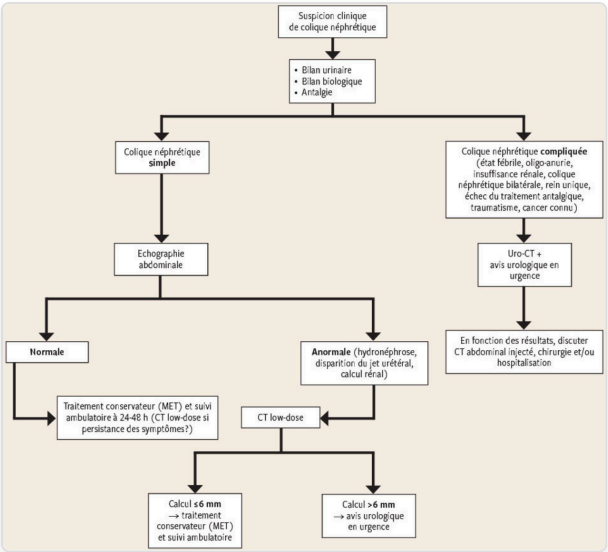 Suspicion clinique
de colique néphrétique
• Bilan urinaire
• Bilan biologique
• Antalgie
Colique néphrétique
simple
Colique néphrétique compliquée
(état fébrile, oligo-anurie,
insuffisance rénale, colique
néphrétique bilatérale, rein unique,
échec du traitement antalgique,
traumatisme, cancer connu)
Echographie
abdominale
Uro-CT +
avis urologique en
urgence
Normale
Anormale (hydronéphrose,
disparition du jet urétéral,
calcul rénal)
En fonction des résultats, discuter
CT abdominal injecté, chirurgie et/ou
hospitalisation
Traitement conservateur (MET) et suivi
ambulatoire à 24-48 h (CT low-dose si
persistance des symptômes?)
CT low-dose
Calcul ≤6 mm
→ traitement
conservateur (MET)
et suivi ambulatoire
Calcul >6 mm
→ avis urologique
en urgence